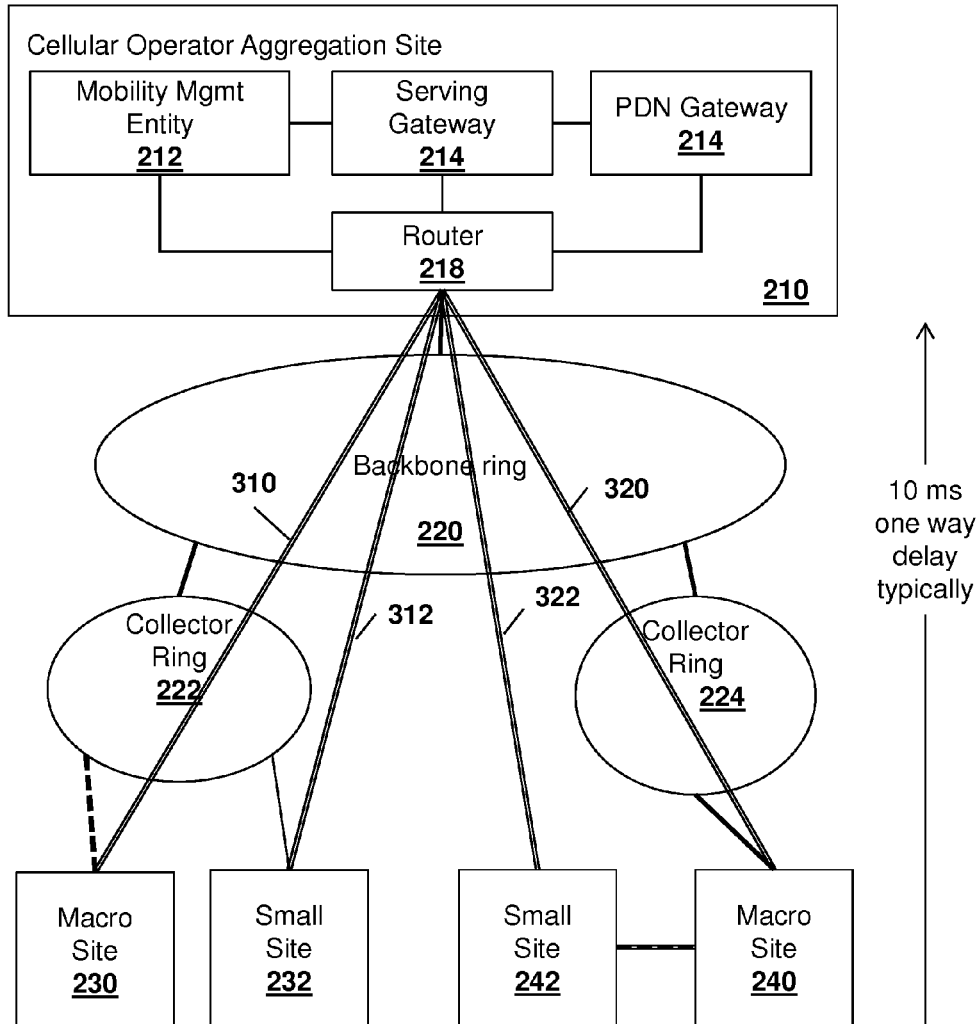 Cellular Operator Aggregation Site
Mobility Mgmt
Entity
212
Serving
Gateway
214
PDN Gateway
214
Router
218
210
Backbone ring
220
310
320
312
322
10 ms
one way
delay
typically
Collector
Ring
222
Collector
Ring
224
Macro
Site
230
Small
Site
232
Small
Site
242
Macro
Site
240